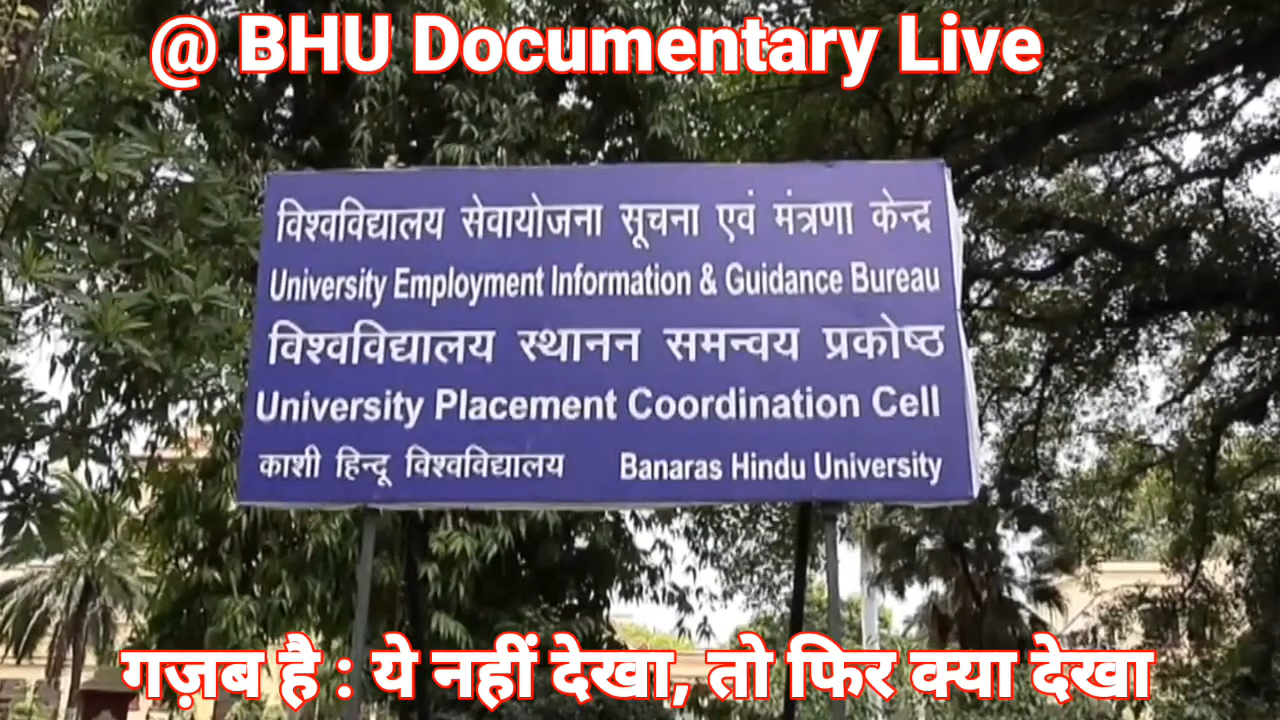 @ BHU Documentary Live
विश्वविद्यालय सेवायोजना सूचना एवं मंत्रणा केन्द्र
University Employment Information & Guidance Bureau
विश्वविद्यालय स्थानन समन्वय प्रकोष्ठ
University Placement Coordination Cell
काशी हिन्दू विश्वविद्यालय Banaras Hindu University
गज़ब है : ये नहीं देखा, तो फिर क्या देखा